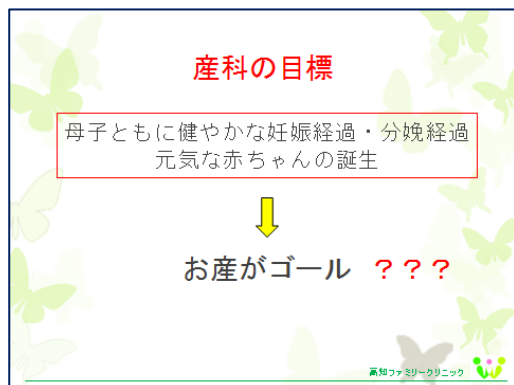 産科の目標
母子ともに健やかな妊娠経過・分娩経過
元気な赤ちゃんの誕生
お産がゴール ？？？
高知ファミリークリニック